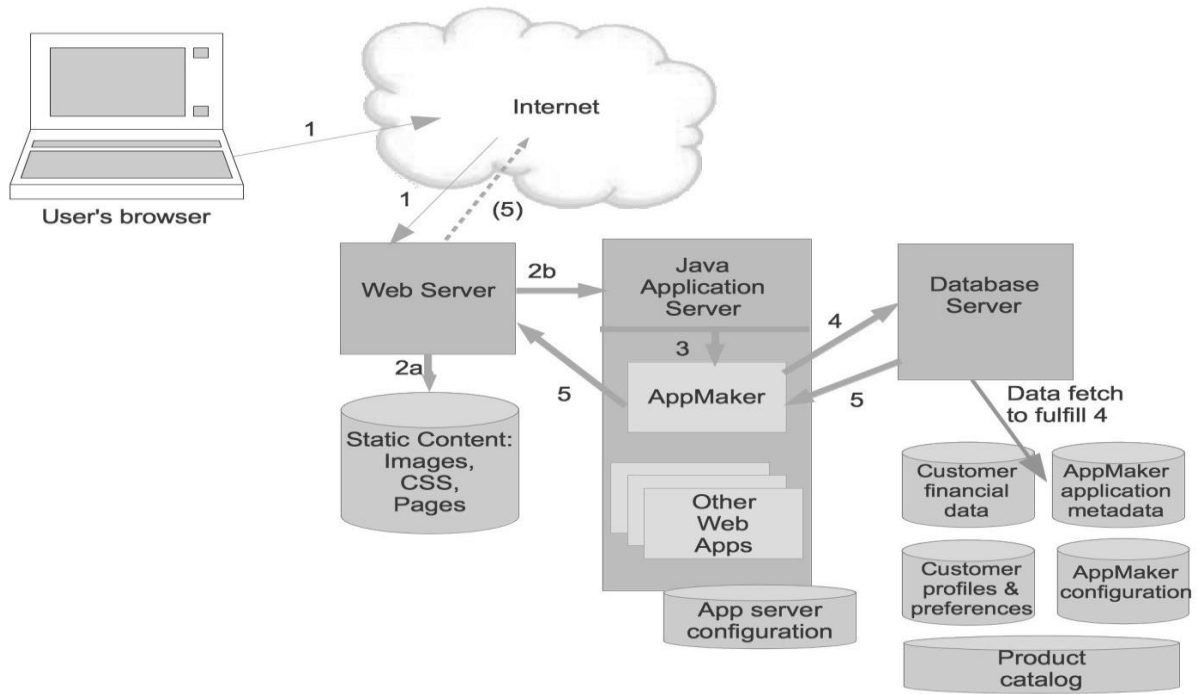 Internet
1
User's browser
1
(5)
Web Server
2b
Java
Application
Server
Database
Server
4
3
2a
AppMaker
5
5
Data fetch
to fulfill 4
Static Content:
Images,
CSS,
Pages
Other
Web
Apps
Customer
financial
data
AppMaker
application
metadata
Customer
profiles &
preferences
AppMaker
configuration
App server
configuration
Product
catalog